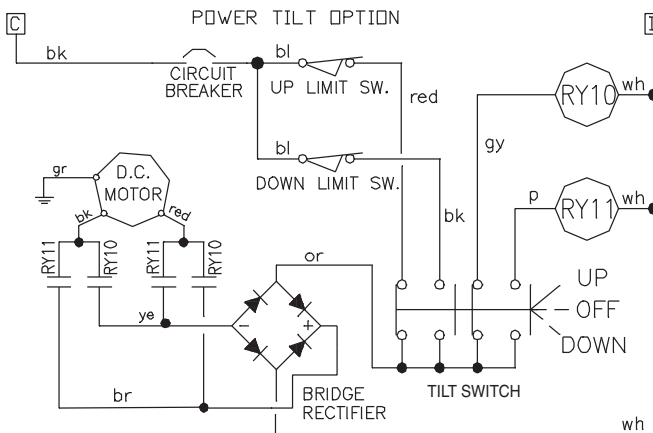 POWER TILT OPTION
C
bk
CIRCUIT
BREAKER
bl
UP LIMIT SW.
red
RY10
wh
gy
bl
DOWN LIMIT SW.
bk
p
RY11
wh
gr
D.C.
MOTOR
bk
red
RY11
RY10
RY11
RY10
or
ye
-
+
br
BRIDGE
RECTIFIER
UP
OFF
DOWN
TILT SWITCH
wh